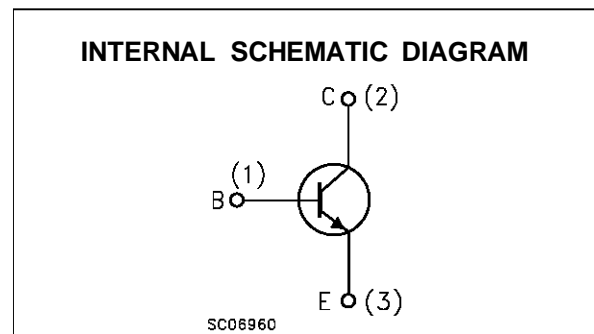 INTERNAL SCHEMATIC DIAGRAM
C (2)
(1)
B
E (3)
SC06960